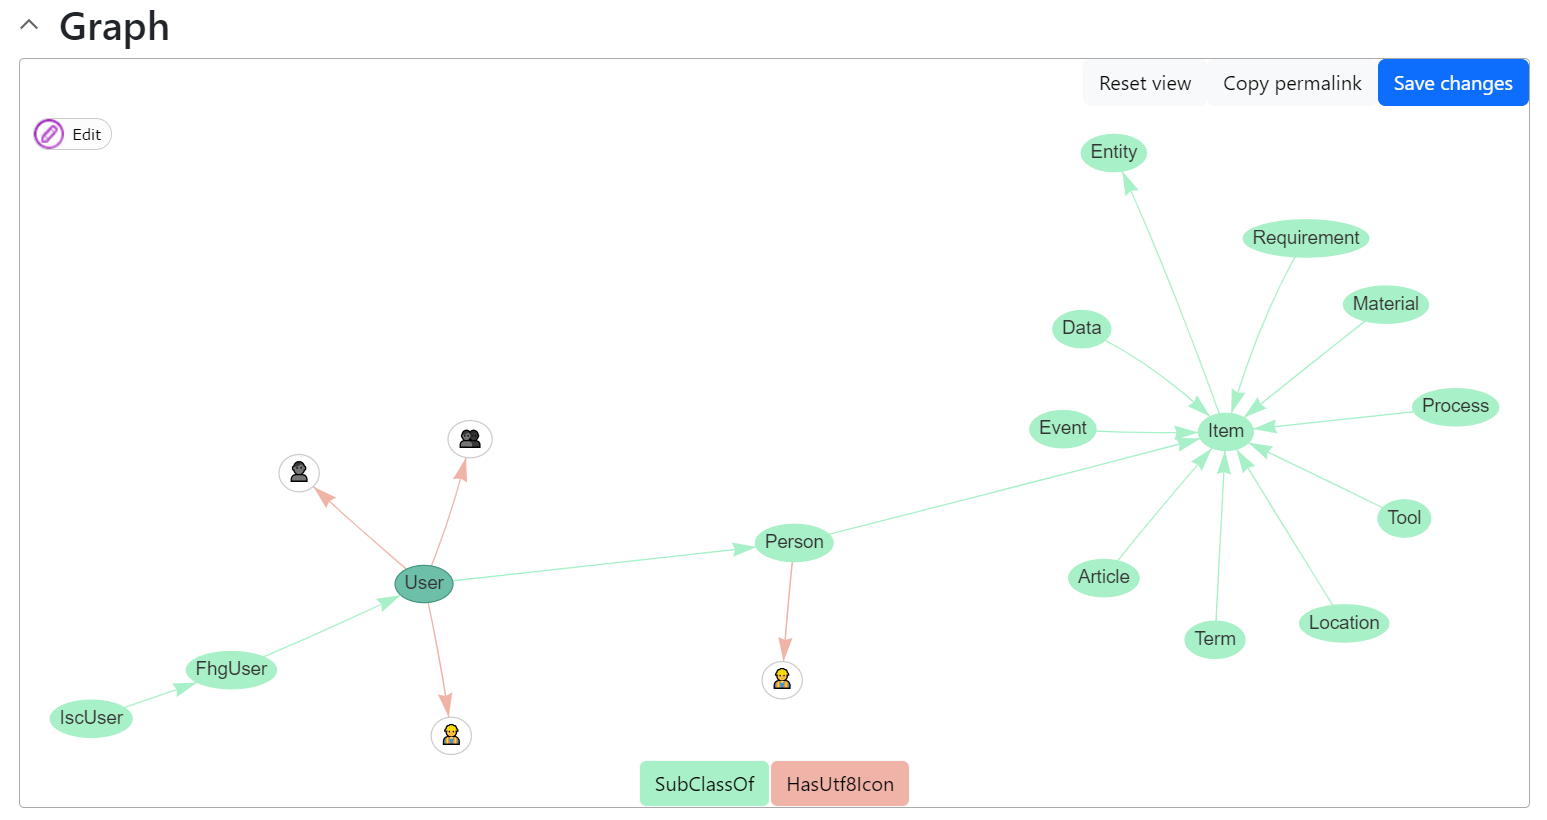 Graph
Reset view
Copy permalink
Save changes
Edit
Entity
Requirement
Material
Data
Process
Event
Item
Tool
Person
Article
User
Location
Term
FhgUser
IscUser
SubClassOf
HasUtf8Icon